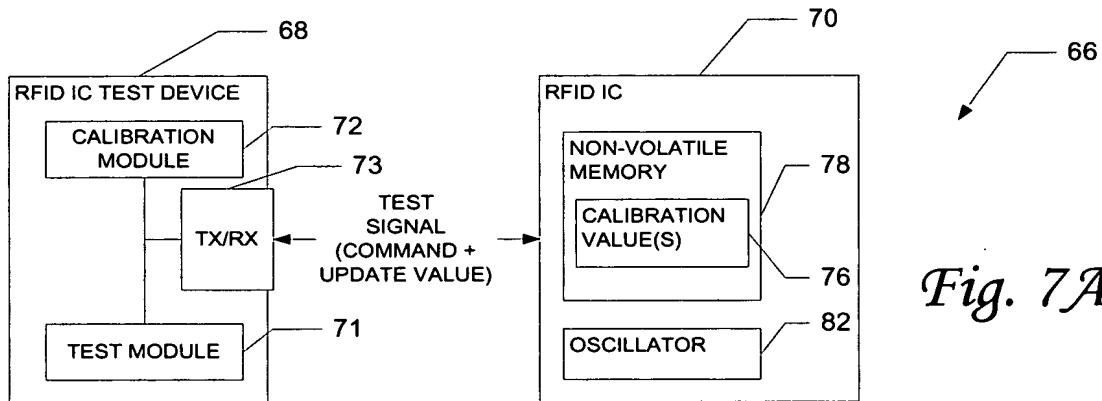 68
70
66
RFID IC TEST DEVICE
CALIBRATION
MODULE
72
73
TX/RX
TEST
SIGNAL
(COMMAND +
UPDATE VALUE)
71
TEST MODULE
RFID IC
NON-VOLATILE
MEMORY
78
CALIBRATION
VALUE(S)
76
82
OSCILLATOR
Fig. 7A